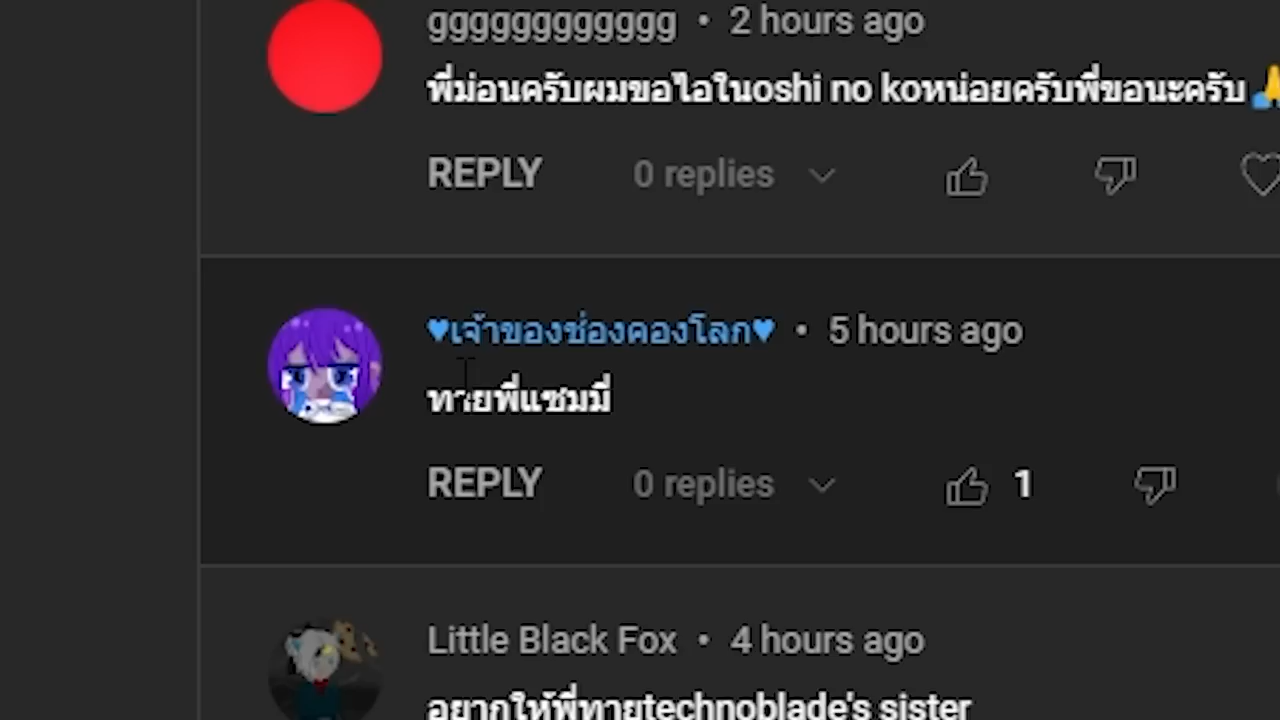 gggggggggggg • 2 hours ago
พี่ม่อนครับผมขอไอในoshi no koหน่อยครับพี่ขอนะครับ🙏
REPLY 0 replies
♥เจ้าของช่องคองโลก♥ • 5 hours ago
ทายพี่แซมมี่
REPLY 0 replies 1
Little Black Fox • 4 hours ago
อยากให้พี่ทายtechnoblade's sister